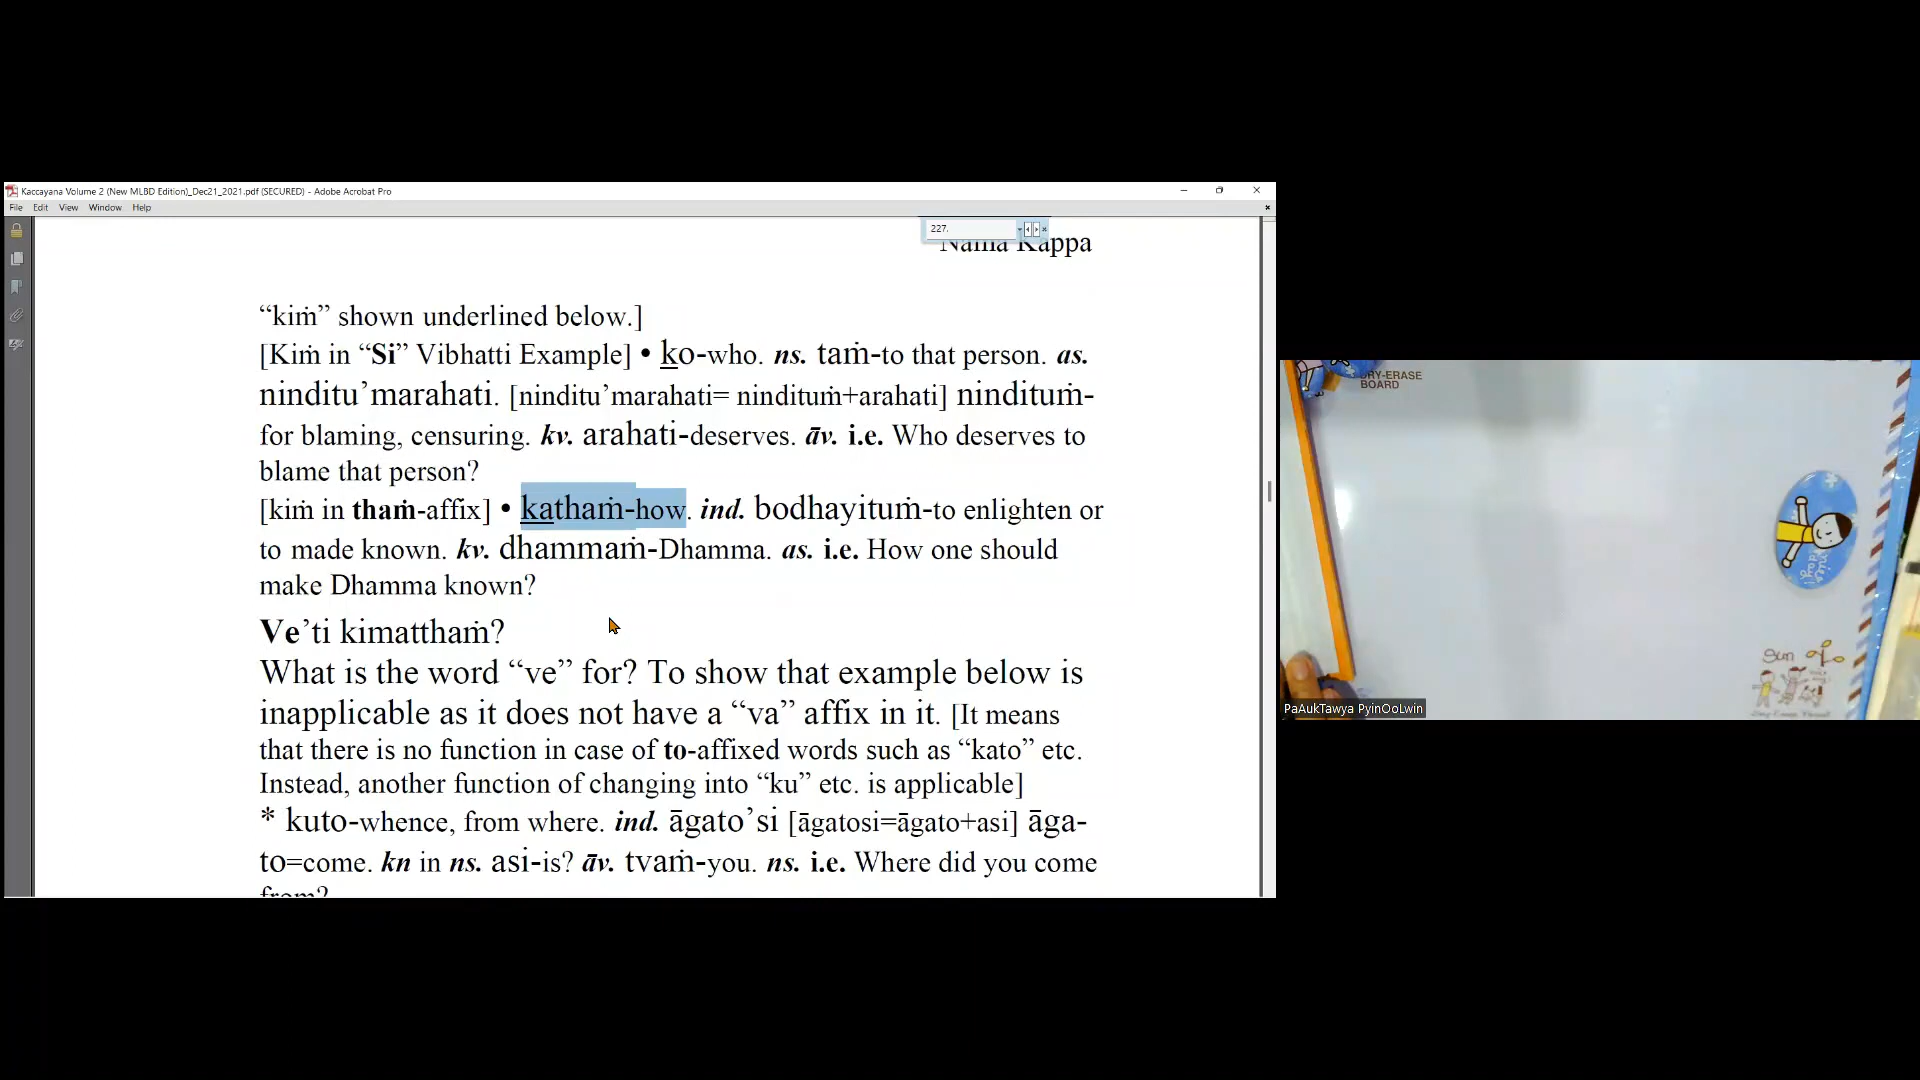 Kaccayana Volume 2 (New MLBD Edition)_Dec21_2021.pdf (SECURED) - Adobe Acrobat Pro
File Edit View Window Help
227.
Nama Kappa
“kiṁ” shown underlined below.]
[Kiṁ in “Si” Vibhatti Example] • ko-who. ns. taṁ-to that person. as.
ninditu’marahati. [ninditu’marahati= nindituṁ+arahati] nindituṁ-
for blaming, censuring. kv. arahati-deserves. āv. i.e. Who deserves to
blame that person?
[kiṁ in thaṁ-affix] • kathaṁ-how. ind. bodhayituṁ-to enlighten or
to made known. kv. dhammaṁ-Dhamma. as. i.e. How one should
make Dhamma known?
Ve’ti kimatthaṁ?
What is the word “ve” for? To show that example below is
inapplicable as it does not have a “va” affix in it. [It means
that there is no function in case of to-affixed words such as “kato” etc.
Instead, another function of changing into “ku” etc. is applicable]
* kuto-whence, from where. ind. āgato’si [āgatosi=āgato+asi] āga-
to=come. kn in ns. asi-is? āv. tvaṁ-you. ns. i.e. Where did you come
from?
DRY-ERASE
BOARD
nice
day!
Sun
PaAukTawya PyinOoLwin